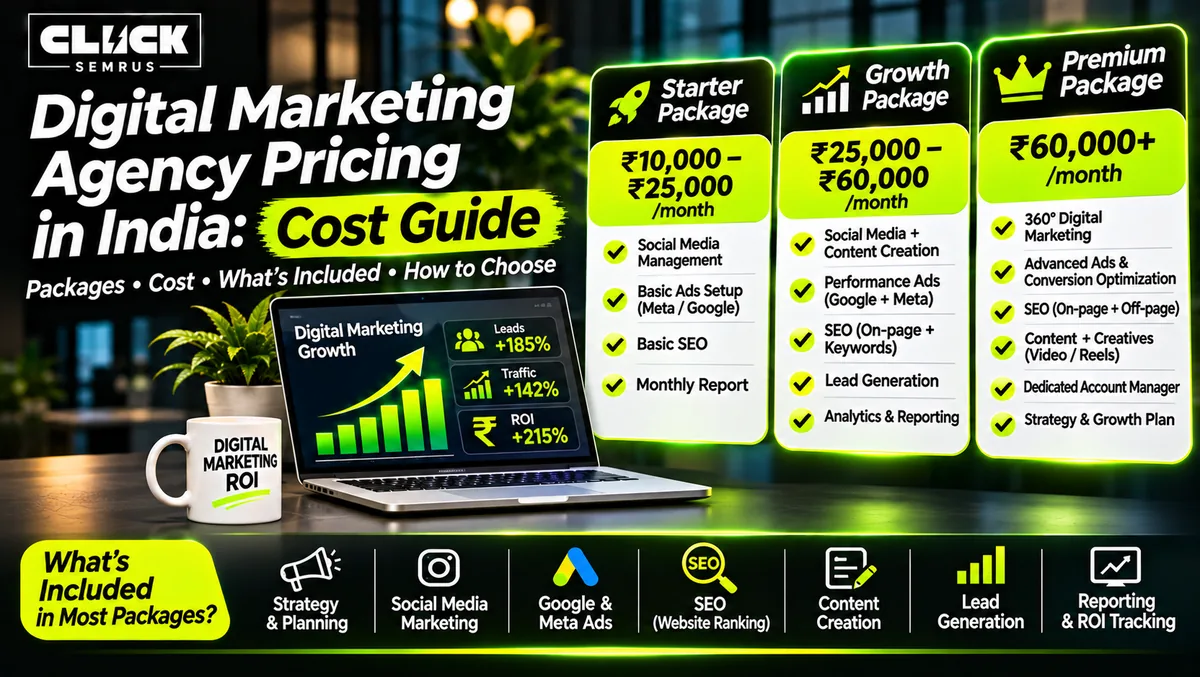 CLICK
SEMRUS
Digital Marketing
Agency Pricing
in India: Cost Guide
Packages • Cost • What's Included • How to Choose
Digital Marketing
Growth
Leads
+185%
Traffic
+142%
₹
ROI
+215%
DIGITAL
MARKETING
ROI
Starter
Package
₹10,000 –
₹25,000
/month
Social Media
Management
Basic Ads Setup
(Meta / Google)
Basic SEO
Monthly Report
Growth
Package
₹25,000 –
₹60,000
/month
Social Media +
Content Creation
Performance Ads
(Google + Meta)
SEO (On-page +
Keywords)
Lead Generation
Analytics & Reporting
Premium
Package
₹60,000+
/month
360° Digital
Marketing
Advanced Ads &
Conversion Optimization
SEO (On-page + Off-page)
Content + Creatives
(Video / Reels)
Dedicated Account Manager
Strategy & Growth Plan
What's
Included
in Most Packages?
Strategy
& Planning
Social Media
Marketing
Google &
Meta Ads
SEO
SEO
(Website Ranking)
Content
Creation
Lead
Generation
Reporting
& ROI Tracking